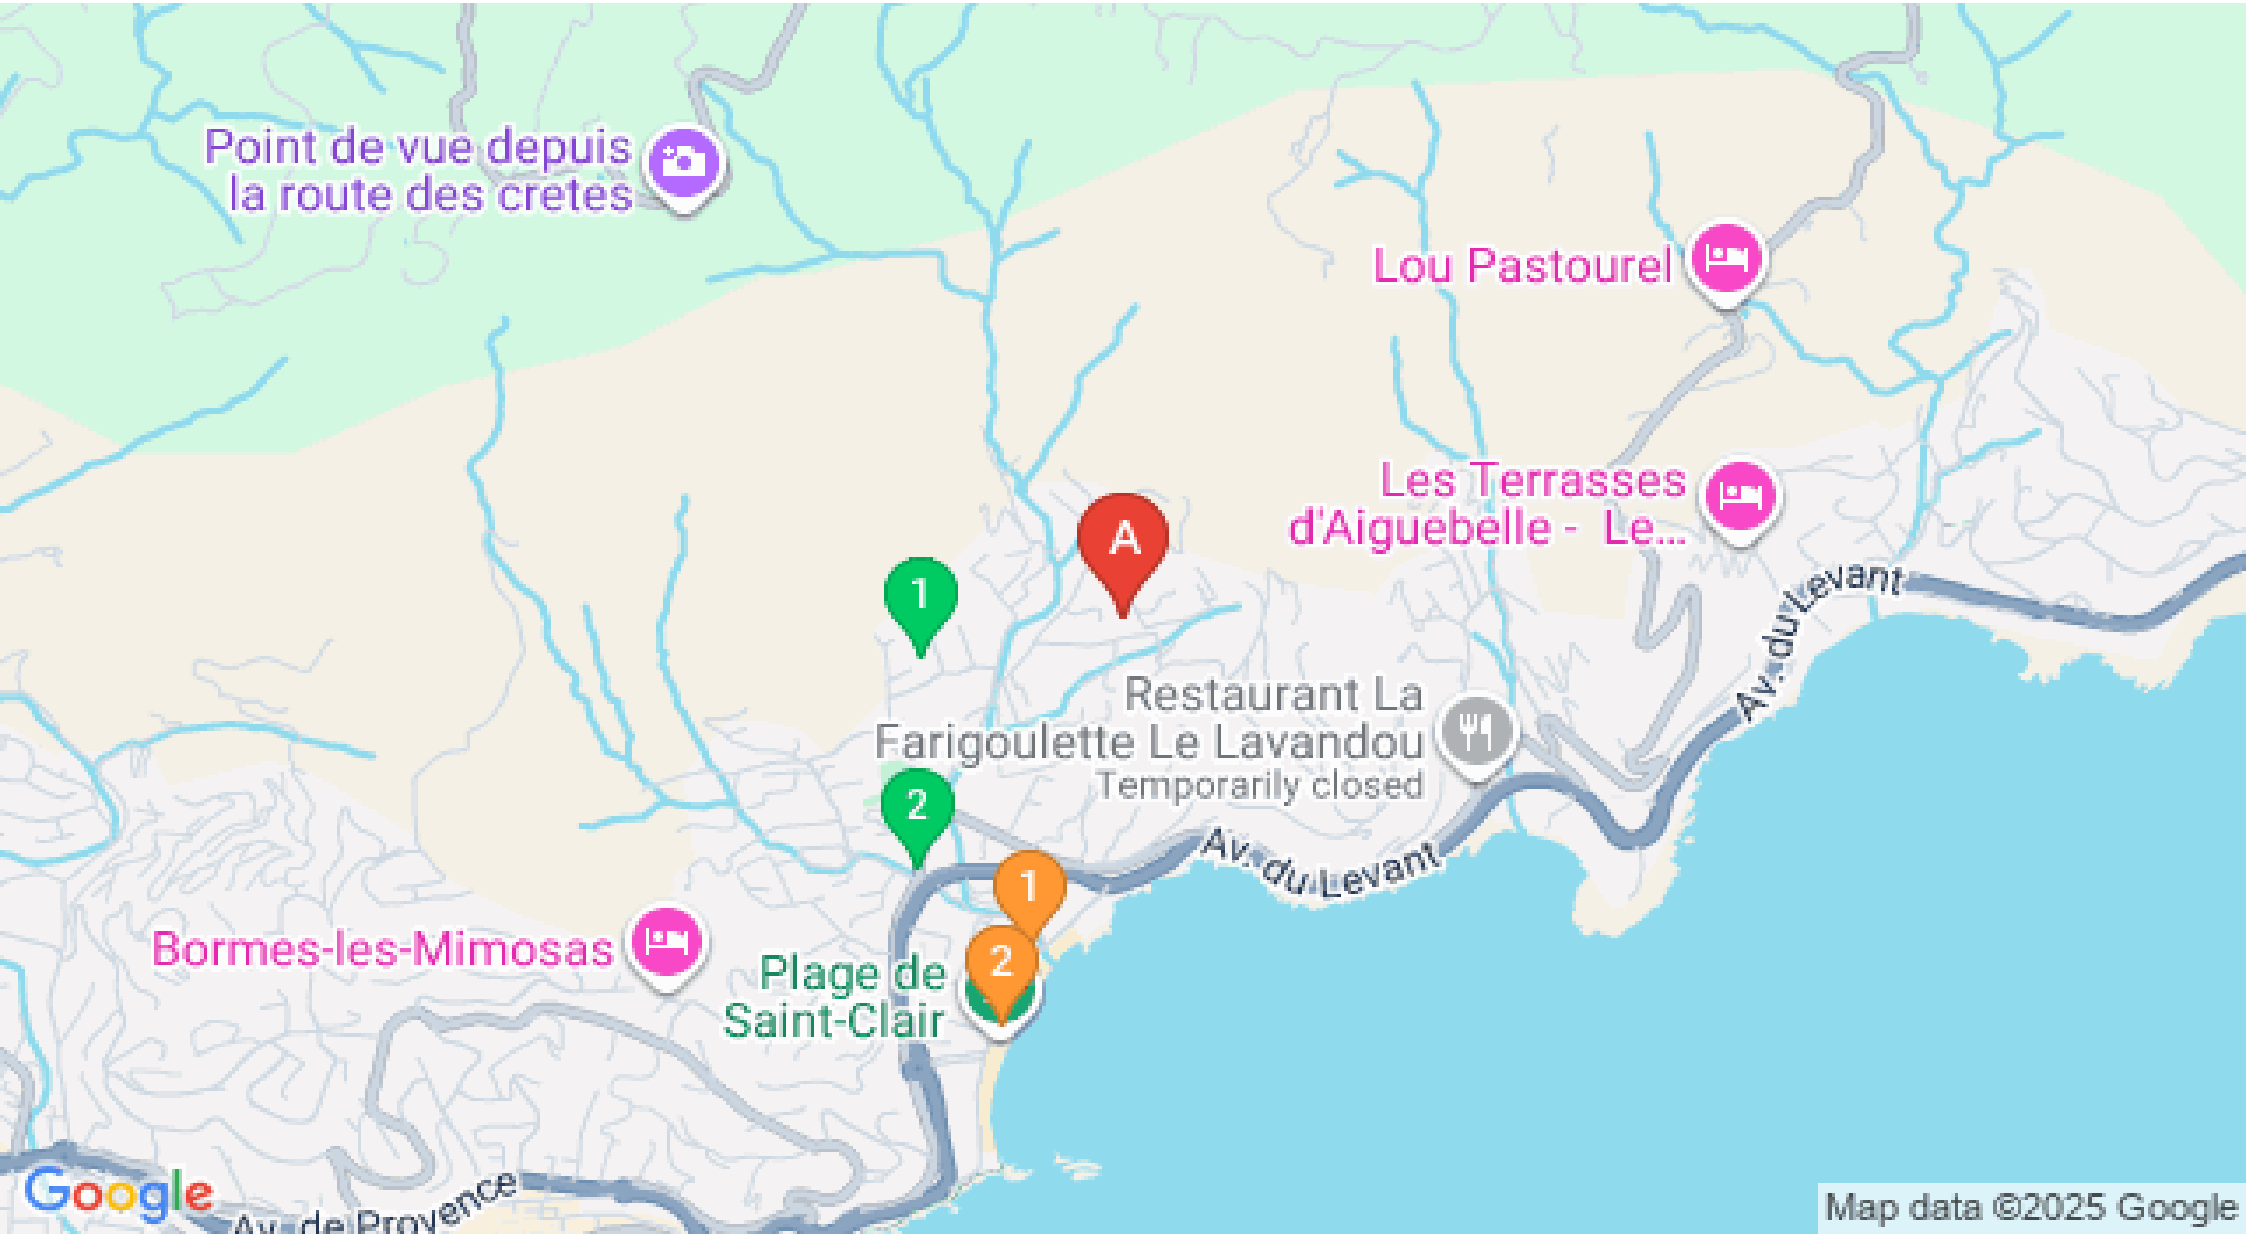 Point de vue depuis
la route des cretes
Lou Pastourel
Les Terrasses
d'Aiguebelle - Le...
A
1
Av. du Levant
Restaurant La
Farigoulette Le Lavandou
Temporarily closed
2
Av. du Levant
1
Bormes-les-Mimosas
2
Plage de
Saint-Clair
Google
Av. de Provence
Map data ©2025 Google